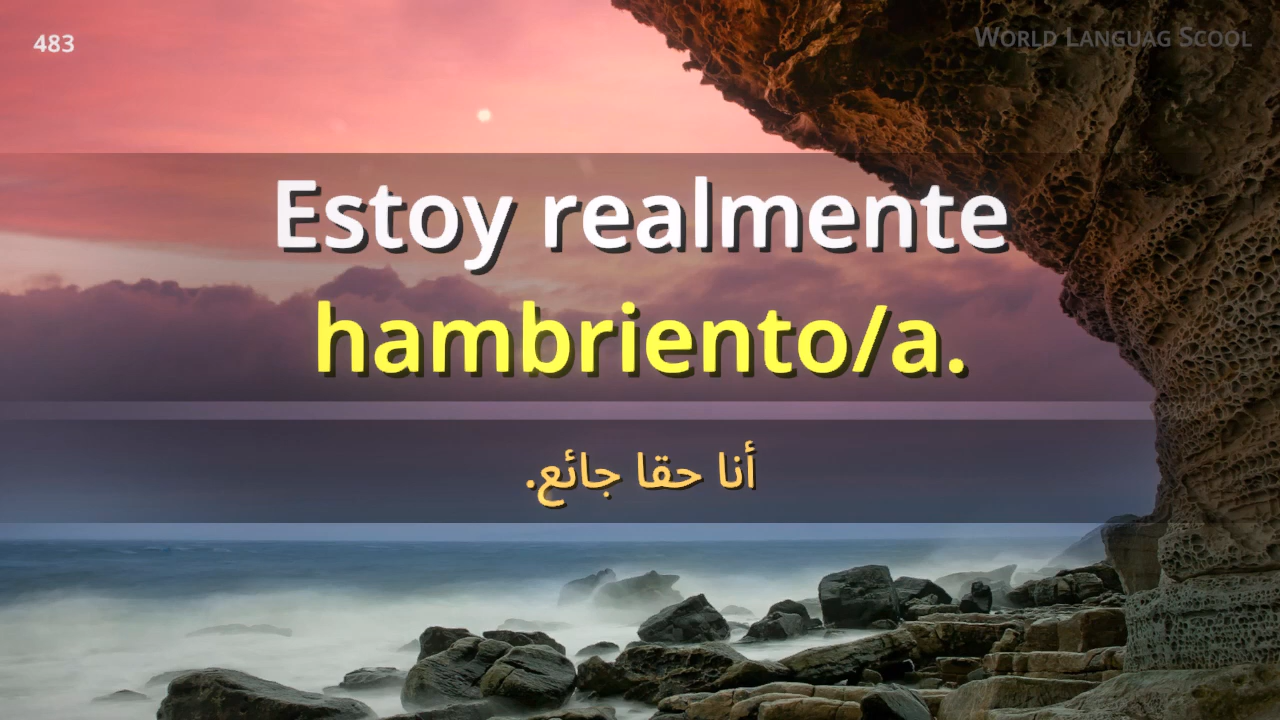 483
World Languag Scool
Estoy realmente
hambriento/a.
أنا حقا جائع.